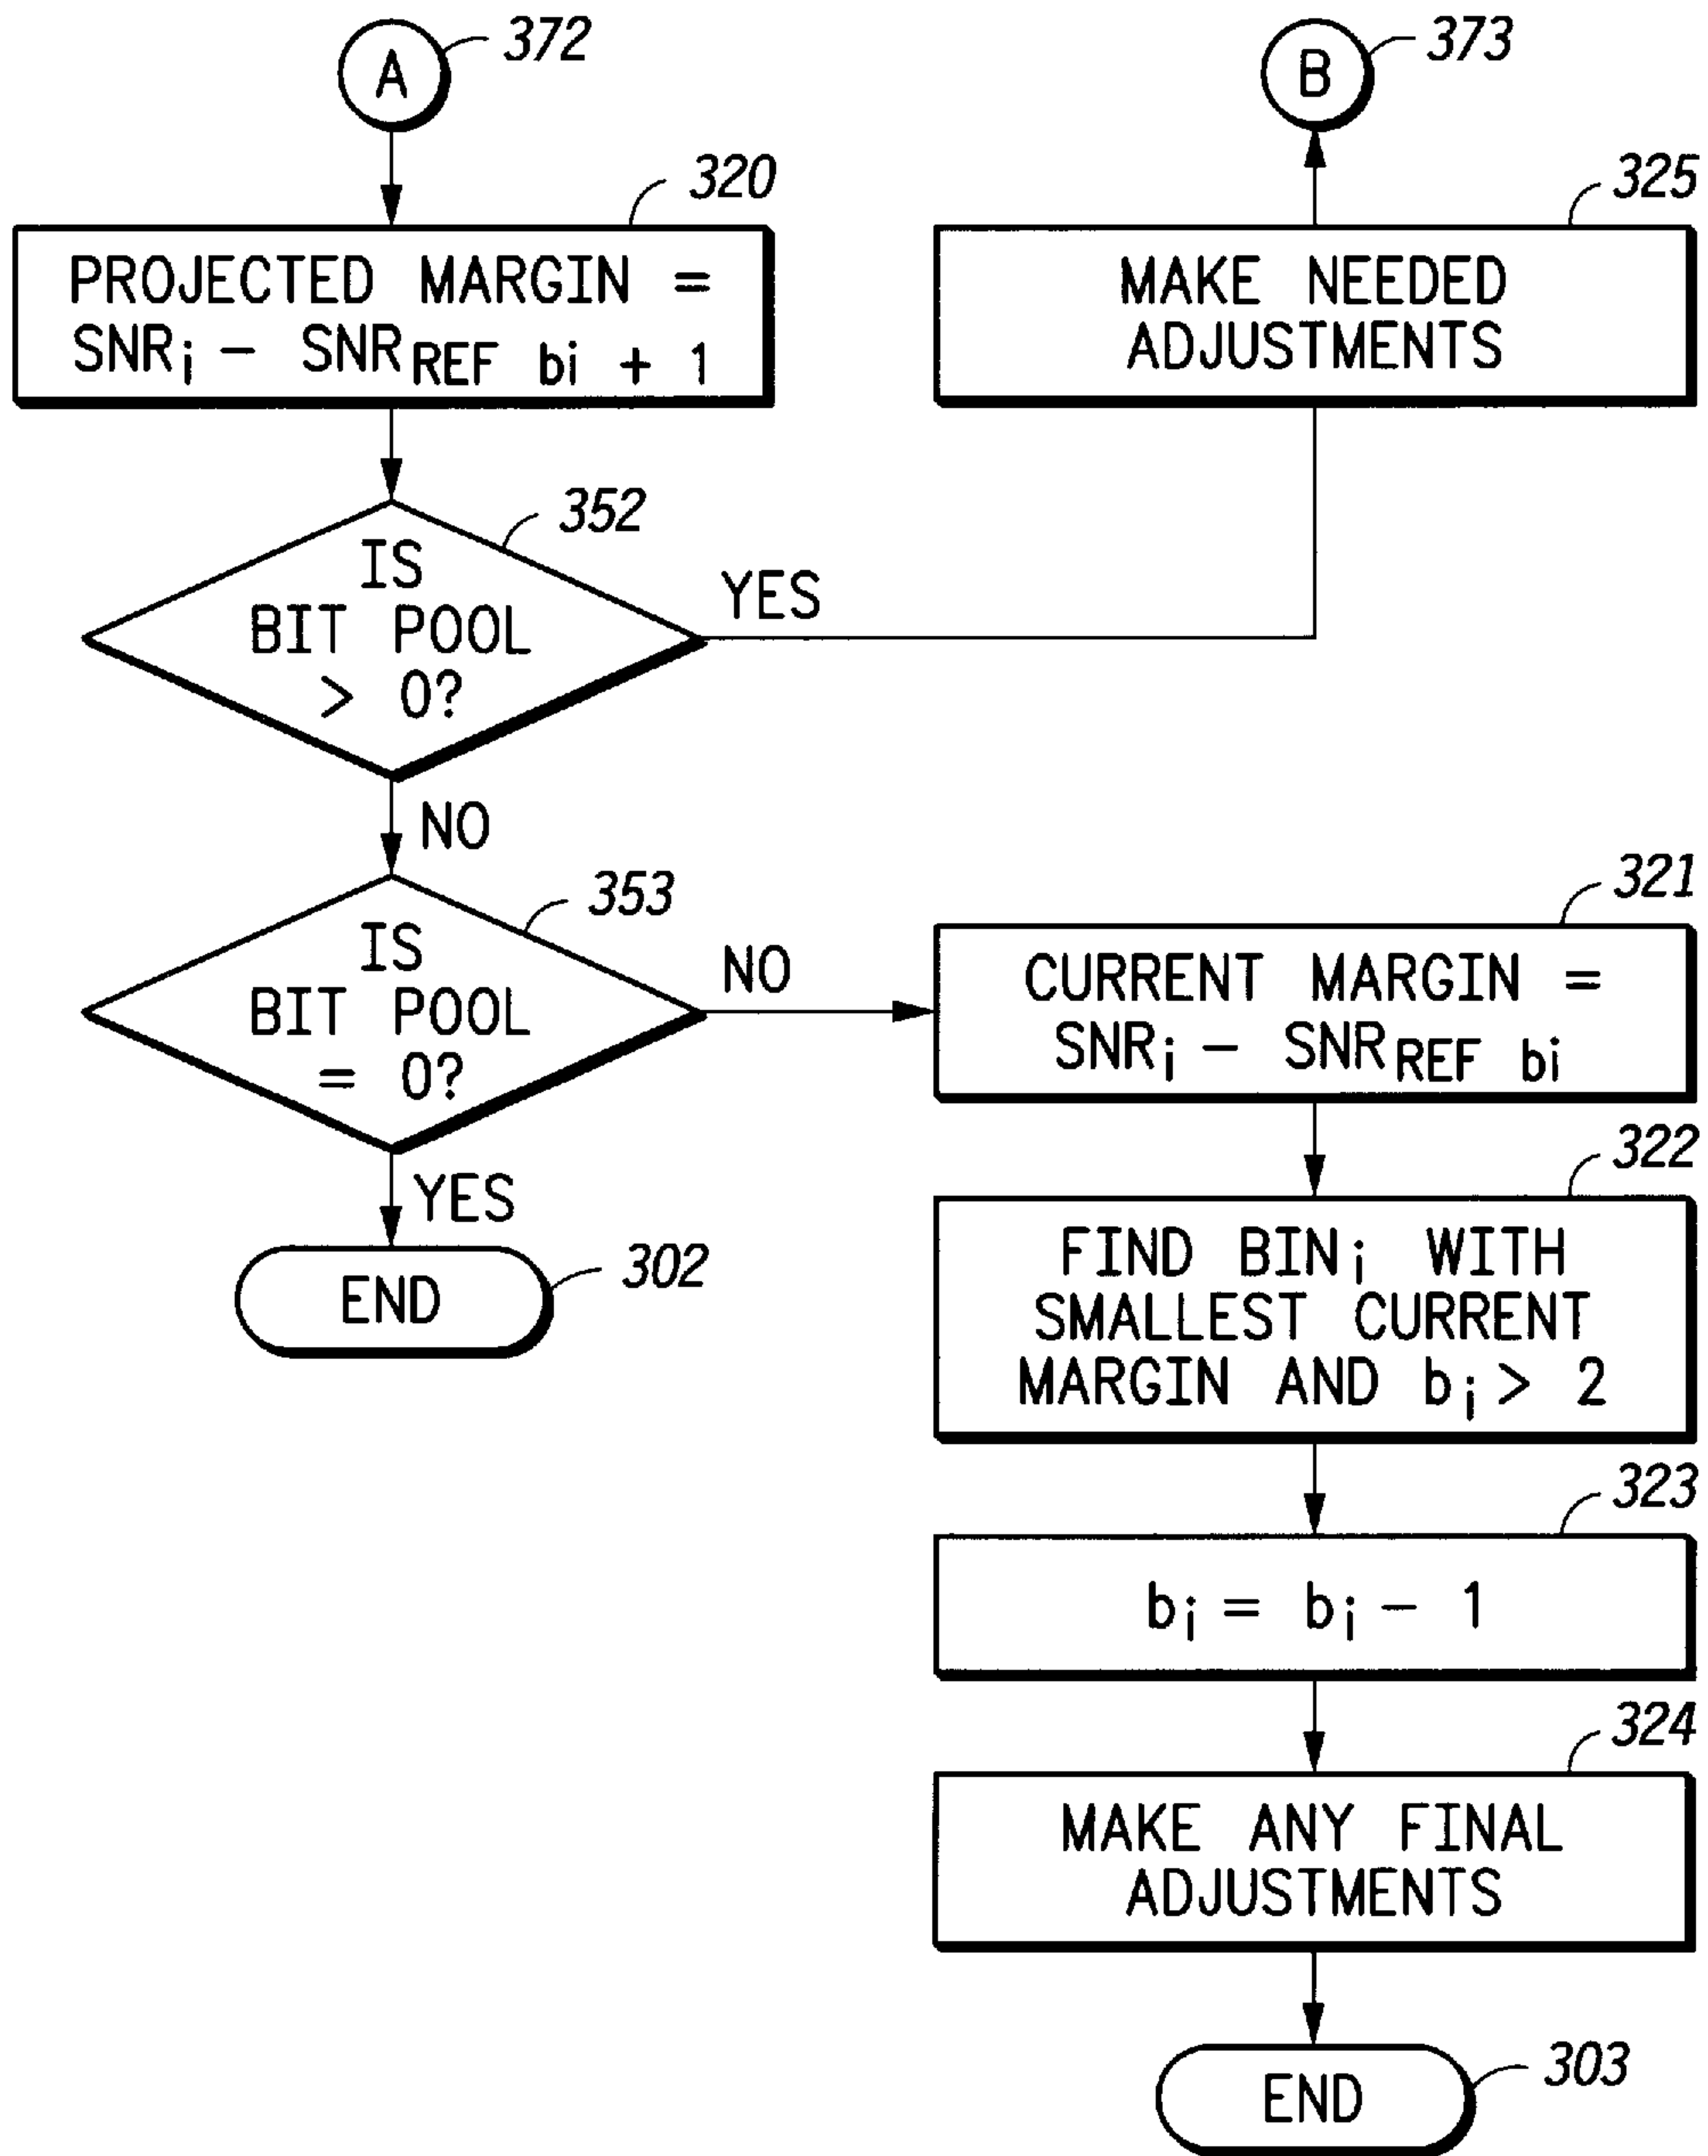 A
372
B
373
320
PROJECTED MARGIN =
SNRi - SNRREF bi + 1
325
MAKE NEEDED
ADJUSTMENTS
352
IS
BIT POOL
> 0?
YES
NO
353
IS
BIT POOL
= 0?
NO
YES
END
302
321
CURRENT MARGIN =
SNRi - SNRREF bi
322
FIND BINi WITH
SMALLEST CURRENT
MARGIN AND bi > 2
323
bi = bi - 1
324
MAKE ANY FINAL
ADJUSTMENTS
END
303